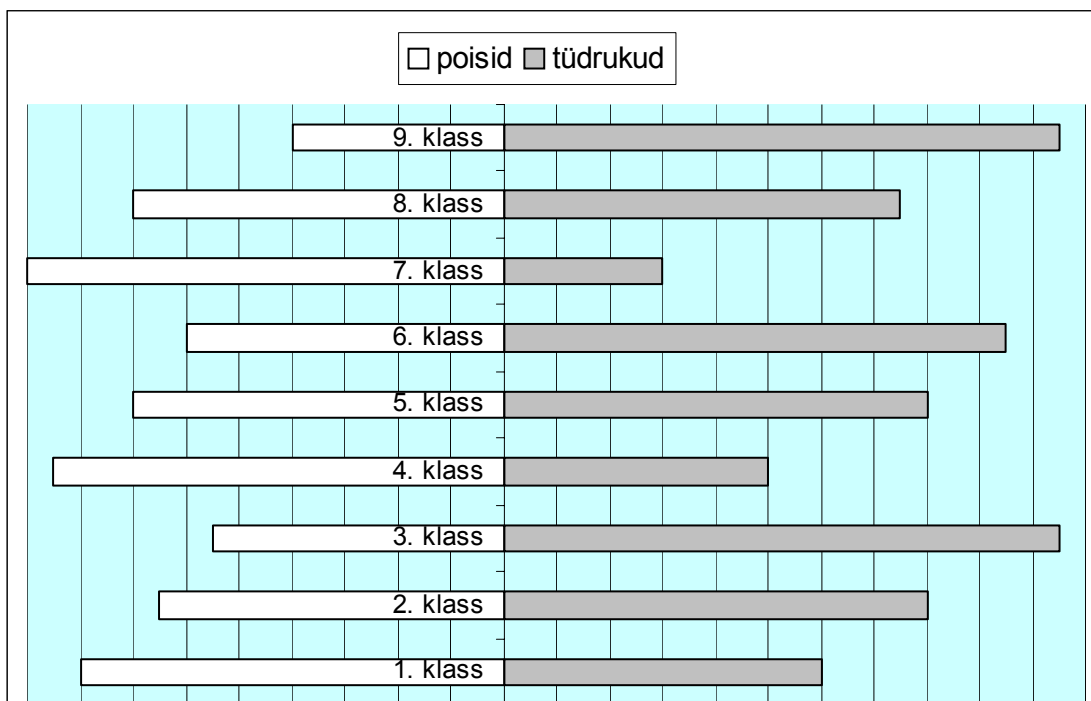 poisid tüdrukud
9. klass
8. klass
7. klass
6. klass
5. klass
4. klass
3. klass
2. klass
1. klass